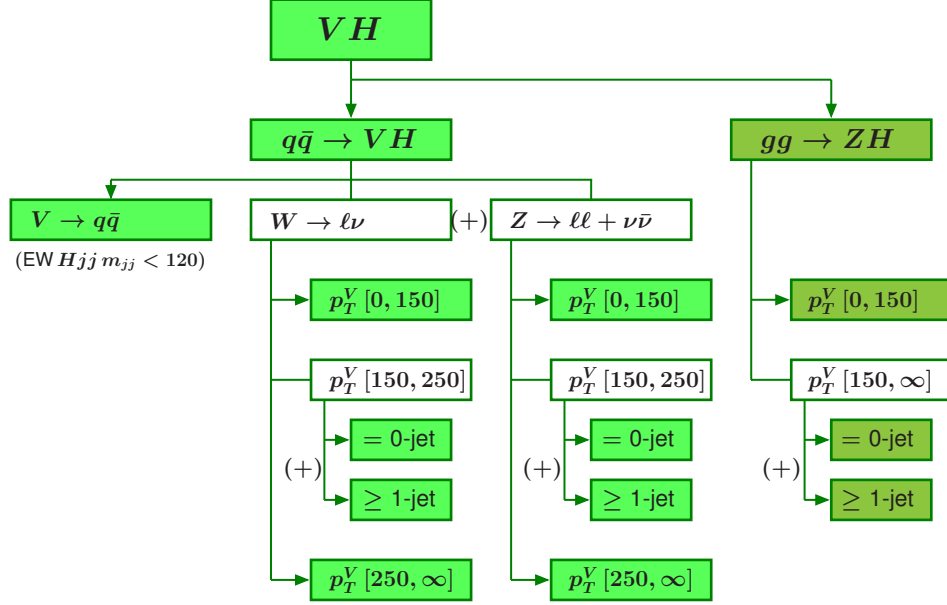 VH
qq̄ → VH
gg → ZH
V → qq̄
W → ℓν
(+)
Z → ℓℓ + νν̄
(EW Hjj m_jj < 120)
p_T^V [0, 150]
p_T^V [0, 150]
p_T^V [0, 150]
p_T^V [150, 250]
p_T^V [150, 250]
p_T^V [150, ∞]
= 0-jet
= 0-jet
= 0-jet
(+)
(+)
(+)
≥ 1-jet
≥ 1-jet
≥ 1-jet
p_T^V [250, ∞]
p_T^V [250, ∞]